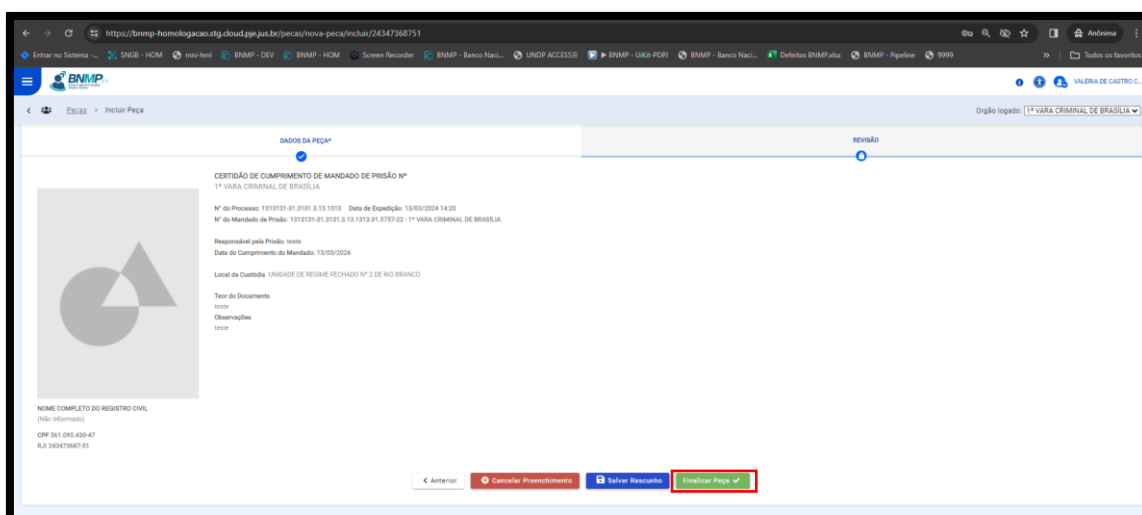 https://bnmp-homologacao.stg.cloud.pje.jus.br/pecas/nova-peca/incluir/24347368751
Anônima
Entrar no Sistema -... SNGB - HOM mni-hml BNMP - DEV BNMP - HOM Screen Recorder BNMP - Banco Naci... UNDP ACCESS® BNMP - UiKit-PDPJ BNMP - Banco Naci... Defeitos BNMP.xlsx BNMP - Pipeline 9999 » Todos os favoritos
BNMP
VALÉRIA DE CASTRO C...
Peças > Incluir Peça
Orgão logado: 1ª VARA CRIMINAL DE BRASÍLIA
DADOS DA PEÇA* REVISÃO
CERTIDÃO DE CUMPRIMENTO DE MANDADO DE PRISÃO Nº
1ª VARA CRIMINAL DE BRASÍLIA
Nº do Processo: 1313131-31.3131.3.13.1313 Data de Expedição: 13/03/2024 14:20
Nº do Mandado de Prisão: 1313131-31.3131.3.13.1313.01.5757-22 - 1ª VARA CRIMINAL DE BRASÍLIA
Responsável pela Prisão: teste
Data do Cumprimento do Mandado: 13/03/2024
Local da Custódia UNIDADE DE REGIME FECHADO Nº 2 DE RIO BRANCO
Teor do Documento
teste
Observações
teste
NOME COMPLETO DO REGISTRO CIVIL
(Não Informado)
CPF 561.095.430-47
RJI 243473687-51
Anterior Cancelar Preenchimento Salvar Rascunho Finalizar Peça